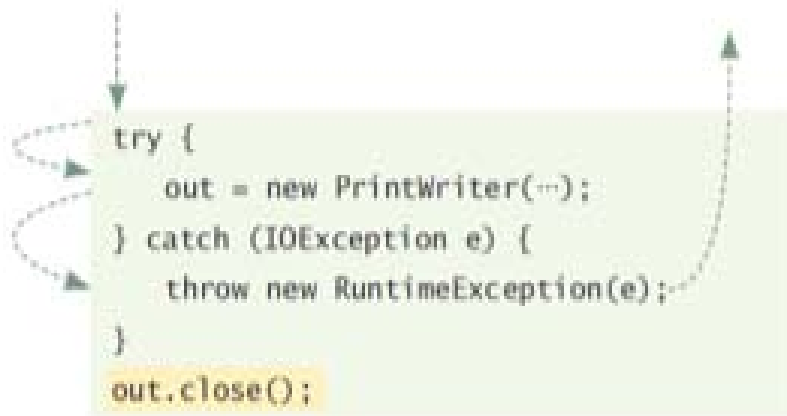 try {
out = new PrintWriter(…);
} catch (IOException e) {
throw new RuntimeException(e);
}
out.close();